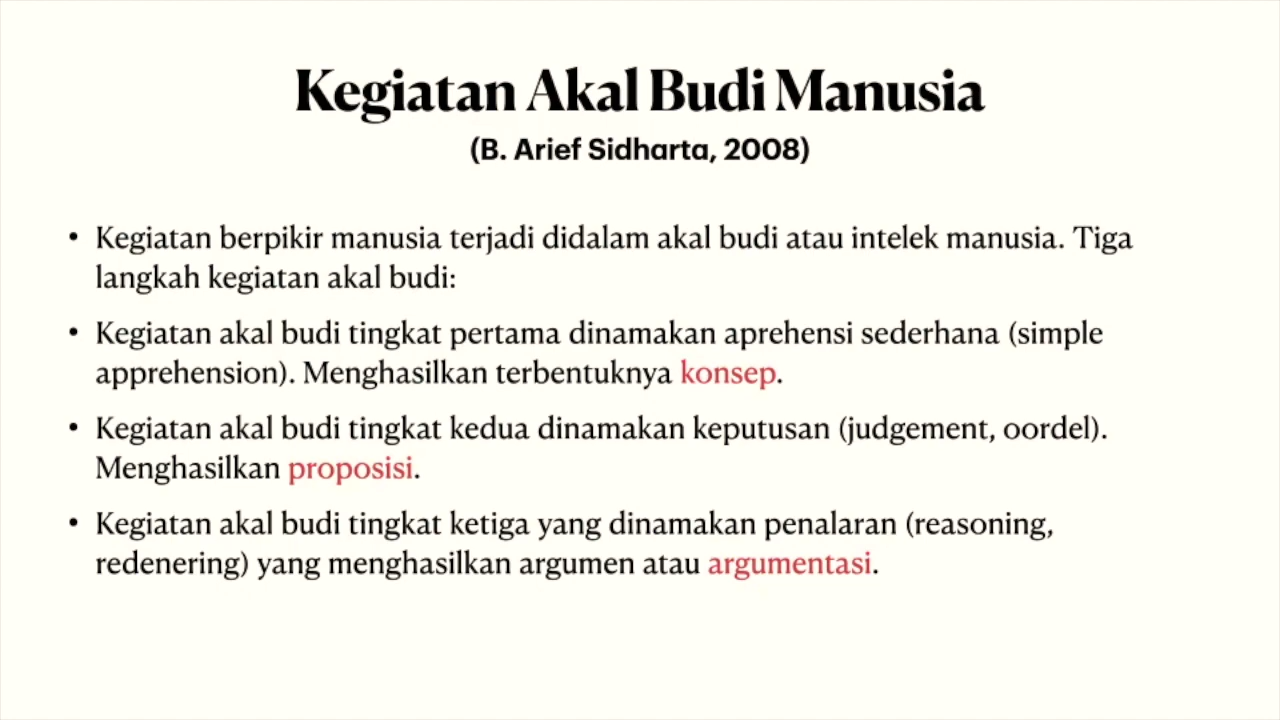 Kegiatan Akal Budi Manusia
(B. Arief Sidharta, 2008)
• Kegiatan berpikir manusia terjadi didalam akal budi atau intelek manusia. Tiga
langkah kegiatan akal budi:
• Kegiatan akal budi tingkat pertama dinamakan aprehensi sederhana (simple
apprehension). Menghasilkan terbentuknya konsep.
• Kegiatan akal budi tingkat kedua dinamakan keputusan (judgement, oordel).
Menghasilkan proposisi.
• Kegiatan akal budi tingkat ketiga yang dinamakan penalaran (reasoning,
redenering) yang menghasilkan argumen atau argumentasi.